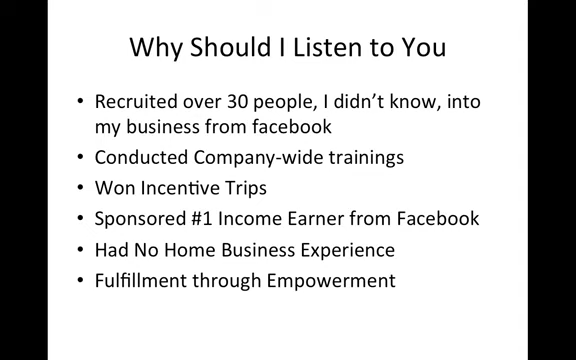 Why Should I Listen to You
• Recruited over 30 people, I didn't know, into
my business from facebook
• Conducted Company-wide trainings
• Won Incentive Trips
• Sponsored #1 Income Earner from Facebook
• Had No Home Business Experience
• Fulfillment through Empowerment